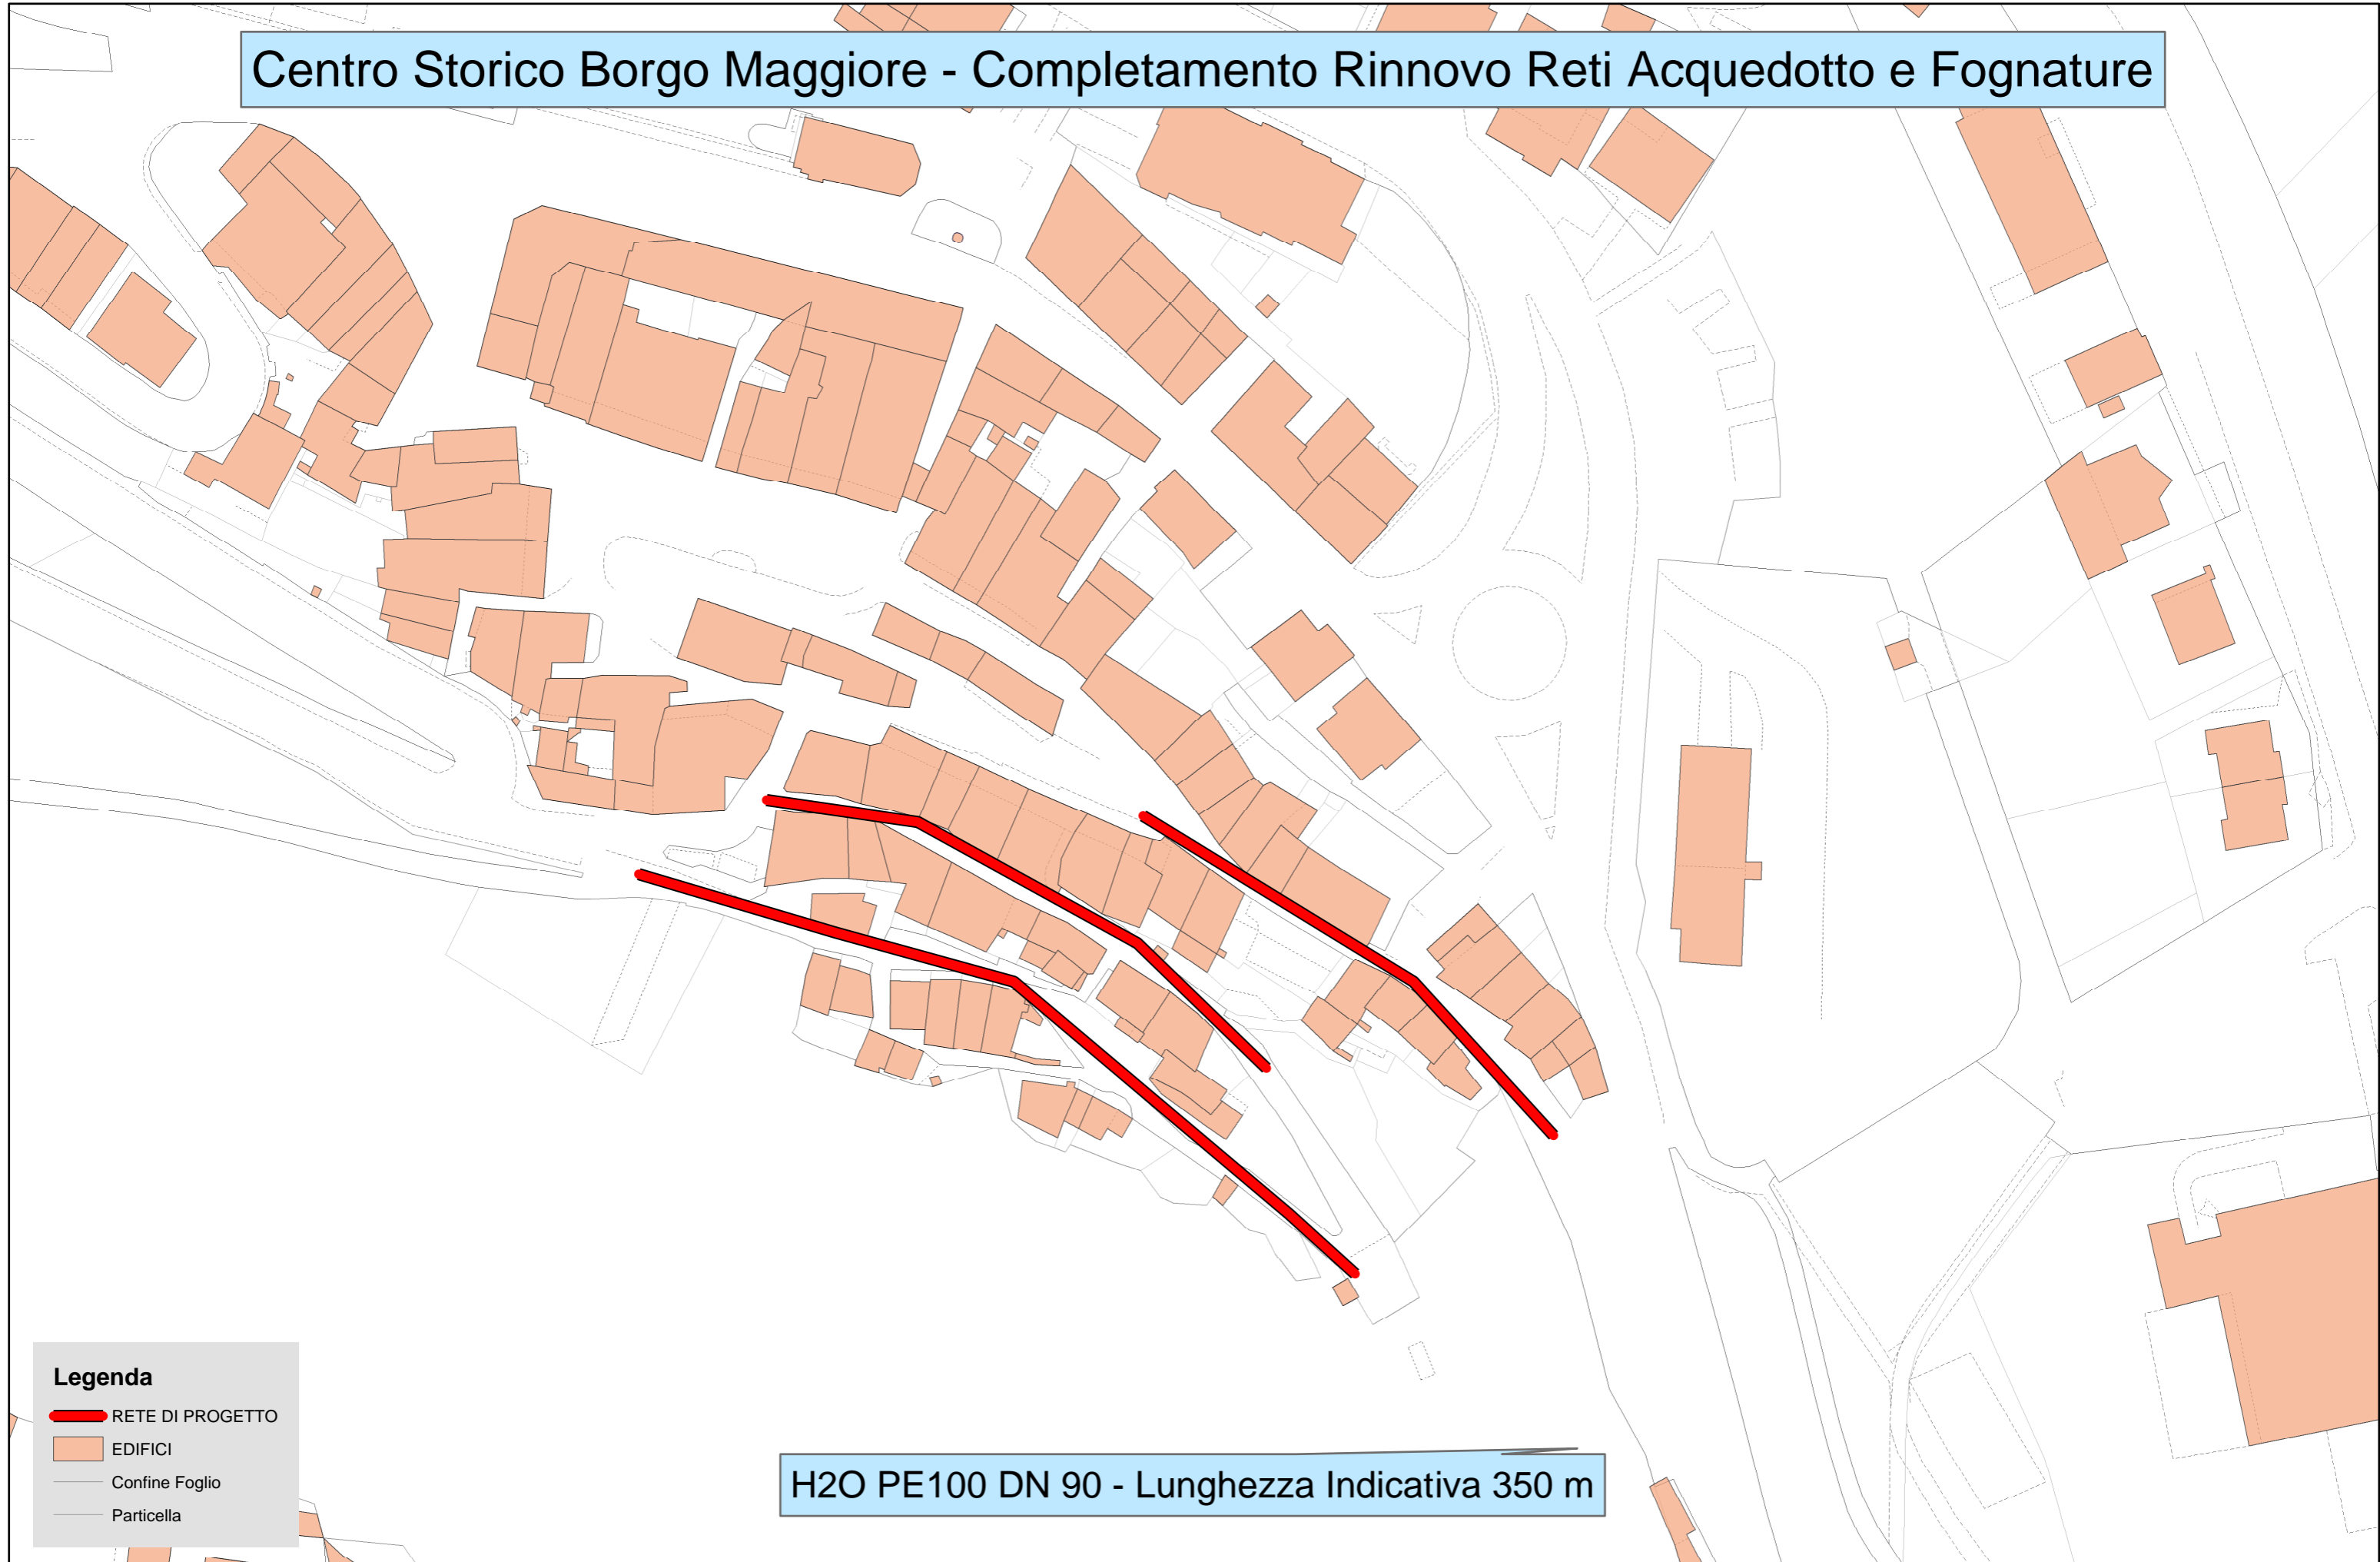 Centro Storico Borgo Maggiore - Completamento Rinnovo Reti Acquedotto e Fognature
Legenda
RETE DI PROGETTO
EDIFICI
Confine Foglio
Particella
H2O PE100 DN 90 - Lunghezza Indicativa 350 m